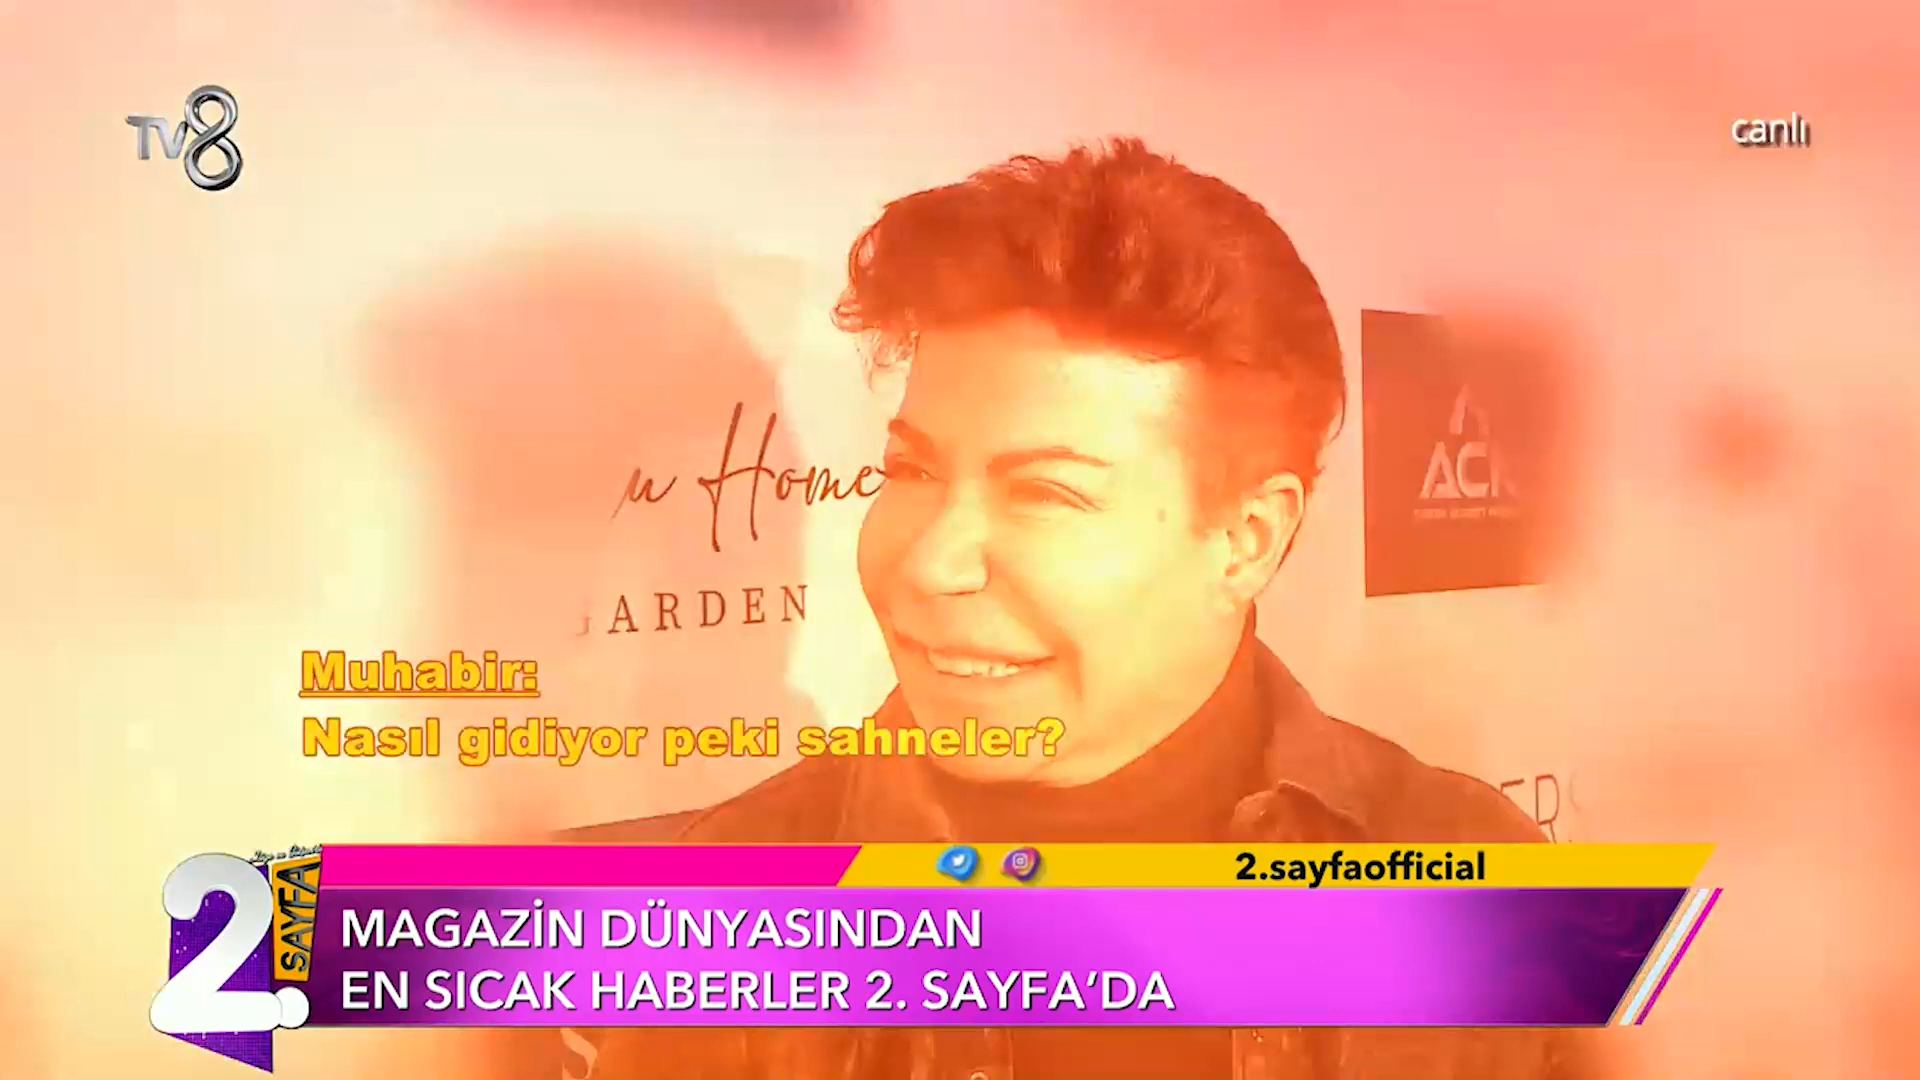 TV8
canlı
u Home
ARDEN
ACK
Muhabir:
Nasıl gidiyor peki sahneler?
2.sayfaofficial
2. SAYFA
MAGAZİN DÜNYASINDAN
EN SICAK HABERLER 2. SAYFA'DA